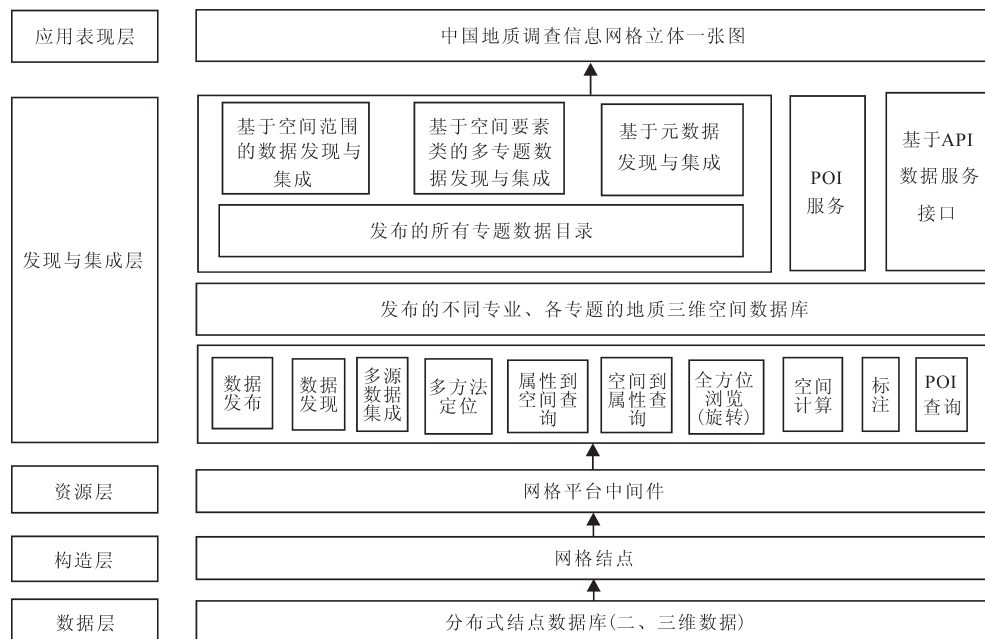 应用表现层
中国地质调查信息网格立体一张图
发现与集成层
基于空间范围
的数据发现与
集成
基于空间要素
类的多专题数
据发现与集成
基于元数据
发现与集成
发布的所有专题数据目录
POI
服务
基于API
数据服务
接口
发布的不同专业、各专题的地质三维空间数据库
数据
发布
数据
发现
多源
数据
集成
多方法
定位
属性到
空间查
询
空间到
属性查
询
全方位
浏览
(旋转)
空间
计算
标
注
POI
查询
资源层
网格平台中间件
构造层
网格结点
数据层
分布式结点数据库(二、三维数据)